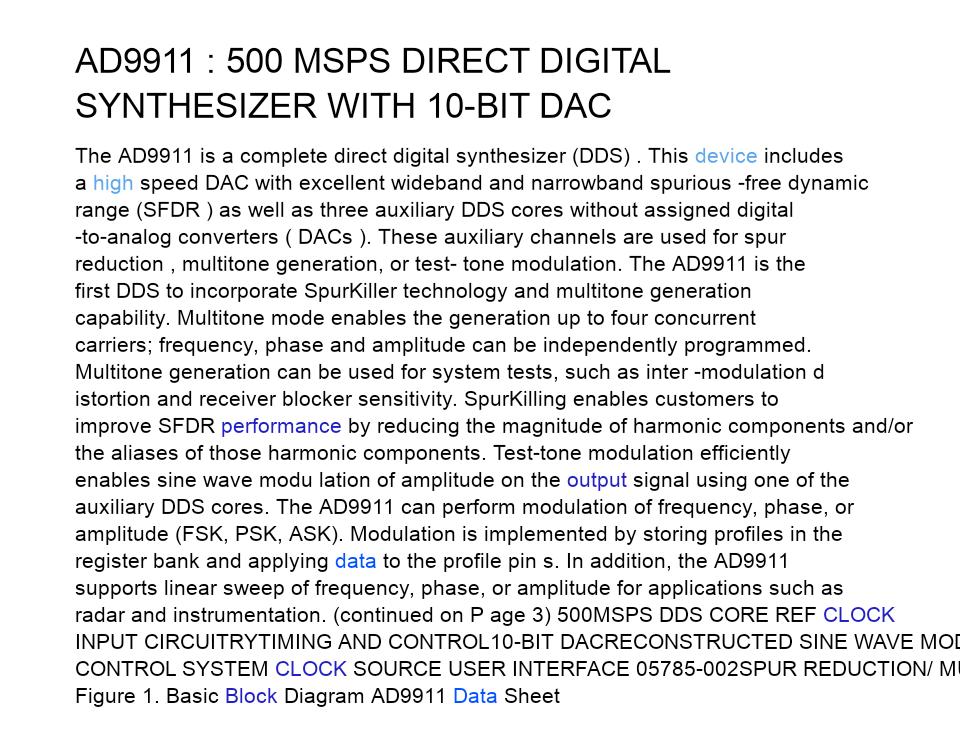 AD9911 : 500 MSPS DIRECT DIGITAL
SYNTHESIZER WITH 10-BIT DAC
The AD9911 is a complete direct digital synthesizer (DDS) . This device includes
a high speed DAC with excellent wideband and narrowband spurious -free dynamic
range (SFDR ) as well as three auxiliary DDS cores without assigned digital
-to-analog converters ( DACs ). These auxiliary channels are used for spur
reduction , multitone generation, or test- tone modulation. The AD9911 is the
first DDS to incorporate SpurKiller technology and multitone generation
capability. Multitone mode enables the generation up to four concurrent
carriers; frequency, phase and amplitude can be independently programmed.
Multitone generation can be used for system tests, such as inter -modulation d
istortion and receiver blocker sensitivity. SpurKilling enables customers to
improve SFDR performance by reducing the magnitude of harmonic components and/or
the aliases of those harmonic components. Test-tone modulation efficiently
enables sine wave modu lation of amplitude on the output signal using one of the
auxiliary DDS cores. The AD9911 can perform modulation of frequency, phase, or
amplitude (FSK, PSK, ASK). Modulation is implemented by storing profiles in the
register bank and applying data to the profile pin s. In addition, the AD9911
supports linear sweep of frequency, phase, or amplitude for applications such as
radar and instrumentation. (continued on P age 3) 500MSPS DDS CORE REF CLOCK
INPUT CIRCUITRYTIMING AND CONTROL10-BIT DACRECONSTRUCTED SINE WAVE
CONTROL SYSTEM CLOCK SOURCE USER INTERFACE 05785-002SPUR REDUCTION/
Figure 1. Basic Block Diagram AD9911 Data Sheet